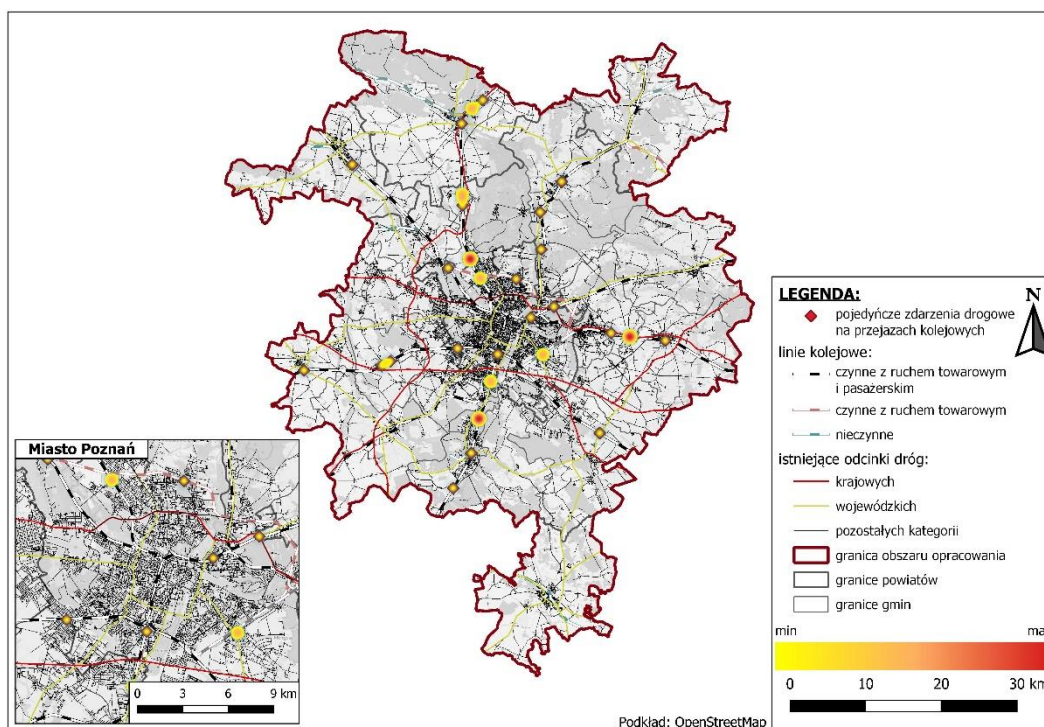 LEGENDA:
N
pojedyńcze zdarzenia drogowe
na przejazach kolejowych
linie kolejowe:
czynne z ruchem towarowym
i pasażerskim
czynne z ruchem towarowym
nieczynne
istniejące odcinki dróg:
krajowych
wojewódzkich
pozostałych kategorii
granica obszaru opracowania
granice powiatów
granice gmin
min
ma
0 10 20 30 km
Miasto Poznań
0 3 6 9 km
Podkład: OpenStreetMap